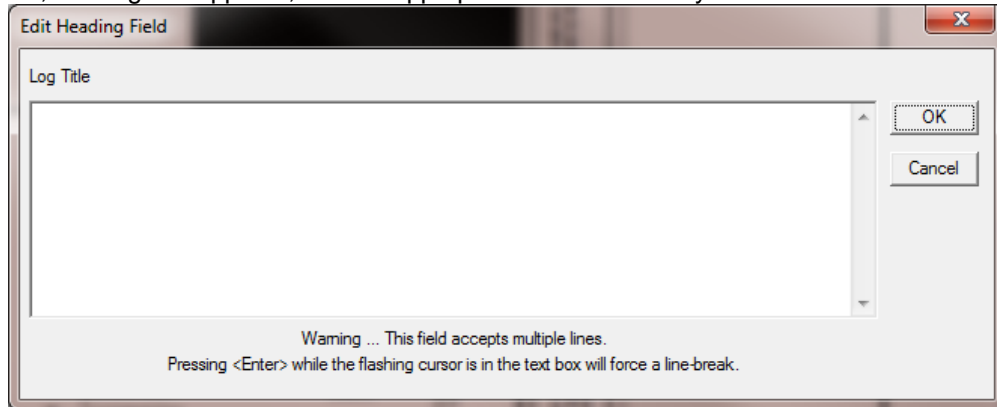 Edit Heading Field
Log Title
OK
Cancel
Warning ... This field accepts multiple lines.
Pressing <Enter> while the flashing cursor is in the text box will force a line-break.